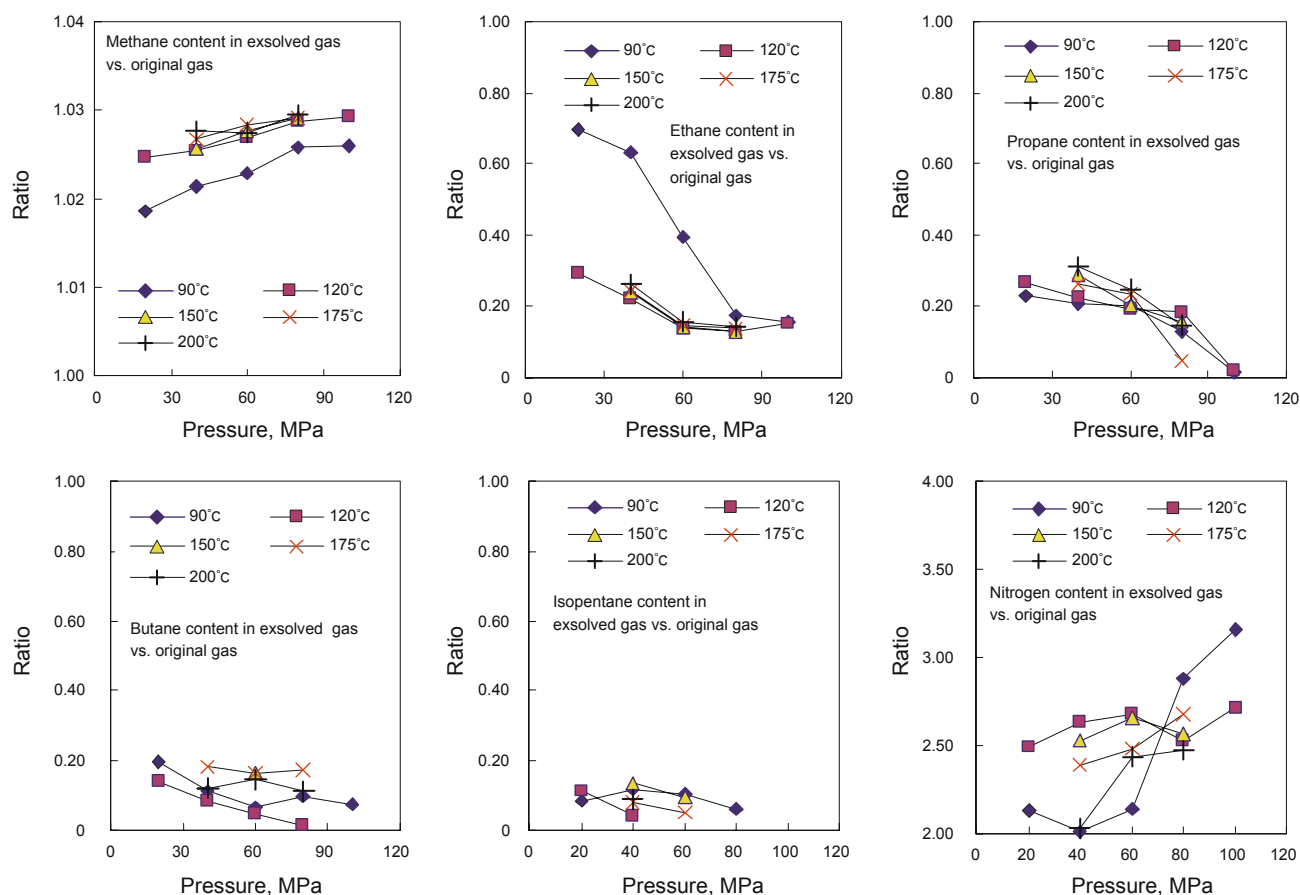 1.04
1.03
1.02
1.01
1.00
Ratio
Methane content in exsolved gas
vs. original gas
90°c
120°c
150°c
175°c
200°c
0
30
60
90
120
Pressure, MPa
1.00
0.80
0.60
0.40
0.20
0
Ratio
90°c
120°c
150°c
175°c
200°c
Ethane content in
exsolved gas vs.
original gas
0
20
40
60
80
100
120
Pressure, MPa
1.00
0.80
0.60
0.40
0.20
0
Ratio
90°c
120°c
150°c
175°c
200°c
Propane content in exsolved gas
vs. original gas
0
30
60
90
120
Pressure, MPa
1.00
0.80
0.60
0.40
0.20
0
Ratio
90°c
120°c
150°c
175°c
200°c
Butane content in exsolved gas
vs. original gas
0
30
60
90
120
Pressure, MPa
1.00
0.80
0.60
0.40
0.20
0
Ratio
90°c
120°c
150°c
175°c
200°c
Isopentane content in
exsolved gas vs. original gas
0
20
40
60
80
100
120
Pressure, MPa
4.00
3.50
3.00
2.50
2.00
Ratio
90°c
120°c
150°c
175°c
200°c
Nitrogen content in exsolved gas
vs. original gas
0
20
40
60
80
100
120
Pressure, MPa